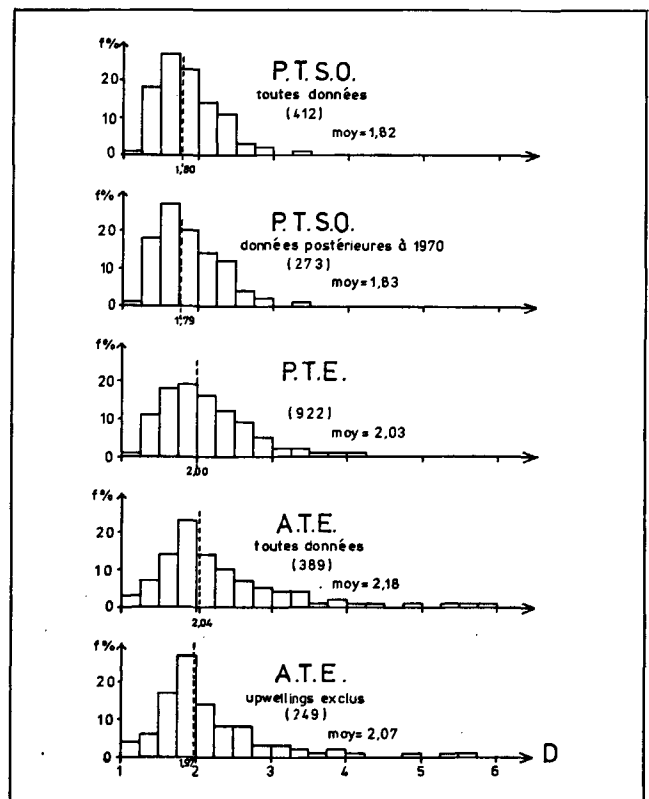 f%
P.T.S.O.
toutes données
(412)
moy=1,82
20
10
0
1,80
f%
P.T.S.O.
données postérieures à 1970
(273)
moy=1,83
20
10
0
1,79
f%
P.T.E.
(922)
moy= 2,03
20
10
0
2,00
f%
A.T.E.
toutes données
(389)
moy= 2,18
20
10
0
2,04
f%
A.T.E.
upwellings exclus
(249)
moy= 2,07
20
10
0
1,97
1 2 3 4 5 6 D